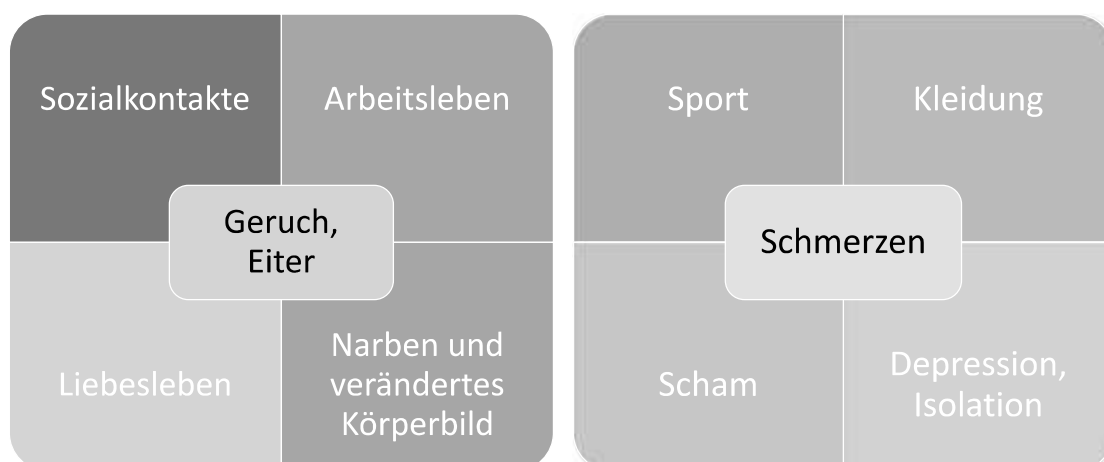 Sozialkontakte
Arbeitsleben
Geruch,
Eiter
Liebesleben
Narben und
verändertes
Körperbild
Sport
Kleidung
Schmerzen
Scham
Depression,
Isolation